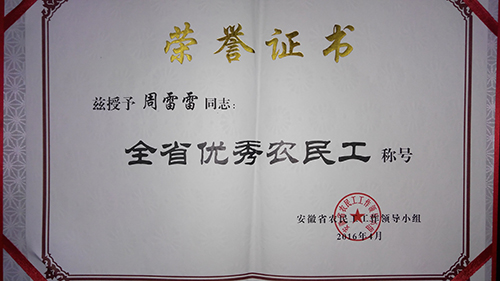 荣誉证书
兹授予 周雷雷 同志：
全省优秀农民工 称号
安徽省农民工工作领导小组
2016年4月